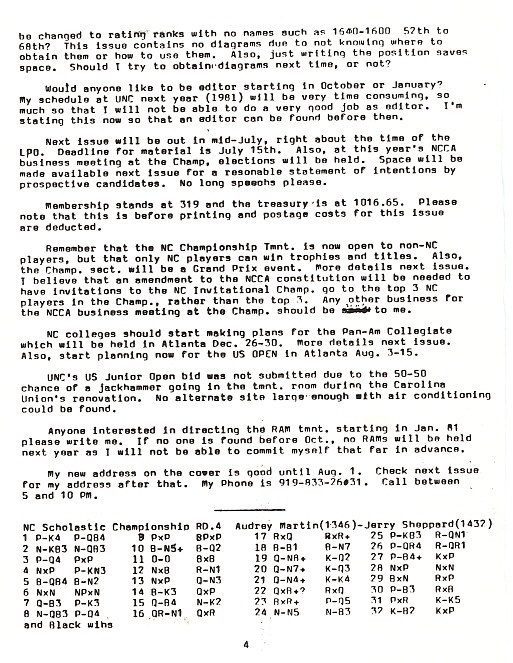 be changed to rating ranks with no names such as 1640-1600 52th to
68th? This issue contains no diagrams due to not knowing where to
obtain them or how to use them. Also, just writing the position saves
space. Should I try to obtain diagrams next time, or not?
Would anyone like to be editor starting in October or January?
My schedule at UNC next year (1981) will be very time consuming, so
much so that I will not be able to do a very good job as editor. I'm
stating this now so that an editor can be found before then.
Next issue will be out in mid-July, right about the time of the
LPO. Deadline for material is July 15th. Also, at this year's NCCA
business meeting at the Champ, elections will be held. Space will be
made available next issue for a resonable statement of intentions by
prospective candidates. No long speechs please.
Membership stands at 319 and the treasury is at 1016.65. Please
note that this is before printing and postage costs for this issue
are deducted.
Remember that the NC Championship Tmnt. is now open to non-NC
players, but that only NC players can win trophies and titles. Also,
the Champ. sect. will be a Grand Prix event. More details next issue.
I believe that an amendment to the NCCA constitution will be needed to
have invitations to the NC Invitational Champ. go to the top 3 NC
players in the Champ., rather than the top 3. Any other business for
the NCCA business meeting at the Champ. should be to me.
NC colleges should start making plans for the Pan-Am Collegiate
which will be held in Atlanta Dec. 26-30. More details next issue.
Also, start planning now for the US OPEN in Atlanta Aug. 3-15.
UNC's US Junior Open bid was not submitted due to the 50-50
chance of a jackhammer going in the tmnt. room during the Carolina
Union's renovation. No alternate site large enough with air conditioning
could be found.
Anyone interested in directing the RAM tmnt. starting in Jan. 81
please write me. If no one is found before Oct., no RAMs will be held
next year as I will not be able to commit myself that far in advance.
My new address on the cover is good until Aug. 1. Check next issue
for my address after that. My Phone is 919-833-2631. Call between
5 and 10 PM.
NC Scholastic Championship RD.4 Audrey Martin(1346)-Jerry Sheppard(1437)
1 P-K4 P-QB4 9 PxP BPxP 17 RxQ RxR+ 25 P-KB3 R-QN1
2 N-KB3 N-QB3 10 B-N5+ B-Q2 18 B-B1 B-N7 26 P-QR4 R-QR1
3 P-Q4 PxP 11 O-O BxB 19 Q-NR+ K-Q2 27 P-B4+ KxP
4 NxP P-KN3 12 NxB R-N1 20 Q-N7+ K-Q3 28 NxP NxN
5 B-QB4 B-N2 13 NxP Q-N3 21 Q-N4+ K-K4 29 BxN RxP
6 NxN NPxN 14 B-K3 QxP 22 QxR+? RxQ 30 P-B3 RxB
7 Q-B3 P-K3 15 Q-B4 N-K2 23 RxR+ P-Q5 31 PxR K-K5
8 N-QB3 P-Q4 16 QR-N1 QxR 24 N-N5 N-B3 32 K-B2 KxP
and Black wihs
4